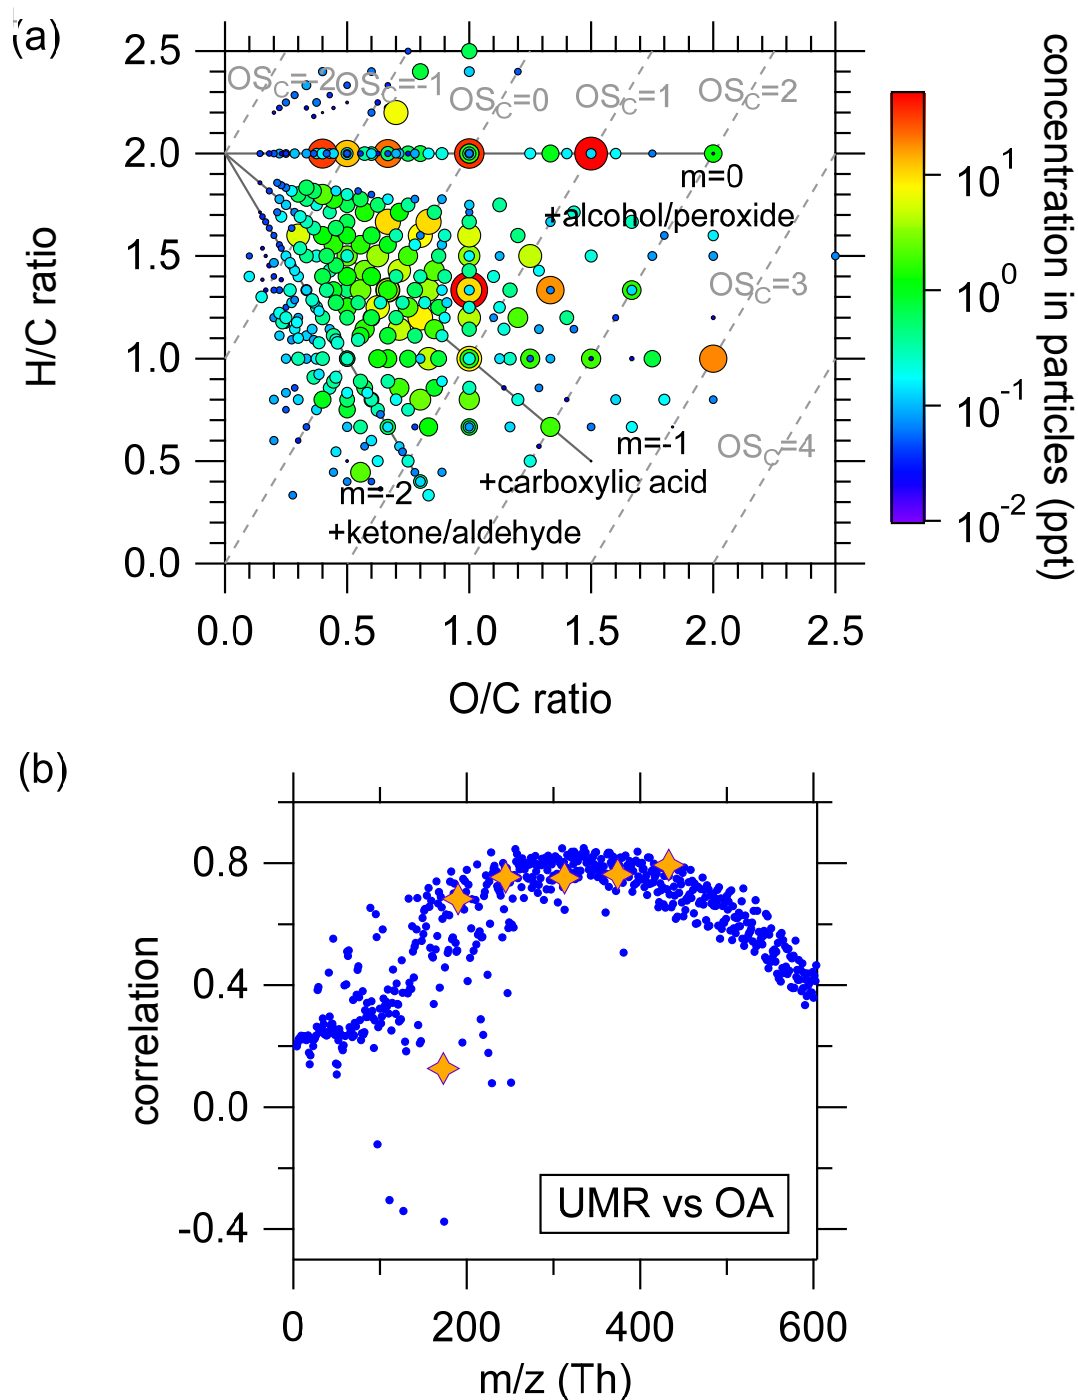 (a)
2.5
2.0
1.5
1.0
0.5
0.0
H/C ratio
OSC=-2
OSC=-1
OSC=0
OSC=1
OSC=2
m=0
+alcohol/peroxide
OSC=3
m=-1
OSC=4
+carboxylic acid
m=-2
+ketone/aldehyde
0.0 0.5 1.0 1.5 2.0 2.5
O/C ratio
10^1
10^0
10^-1
10^-2
concentration in particles (ppt)
(b)
0.8
0.4
0.0
-0.4
correlation
UMR vs OA
0 200 400 600
m/z (Th)